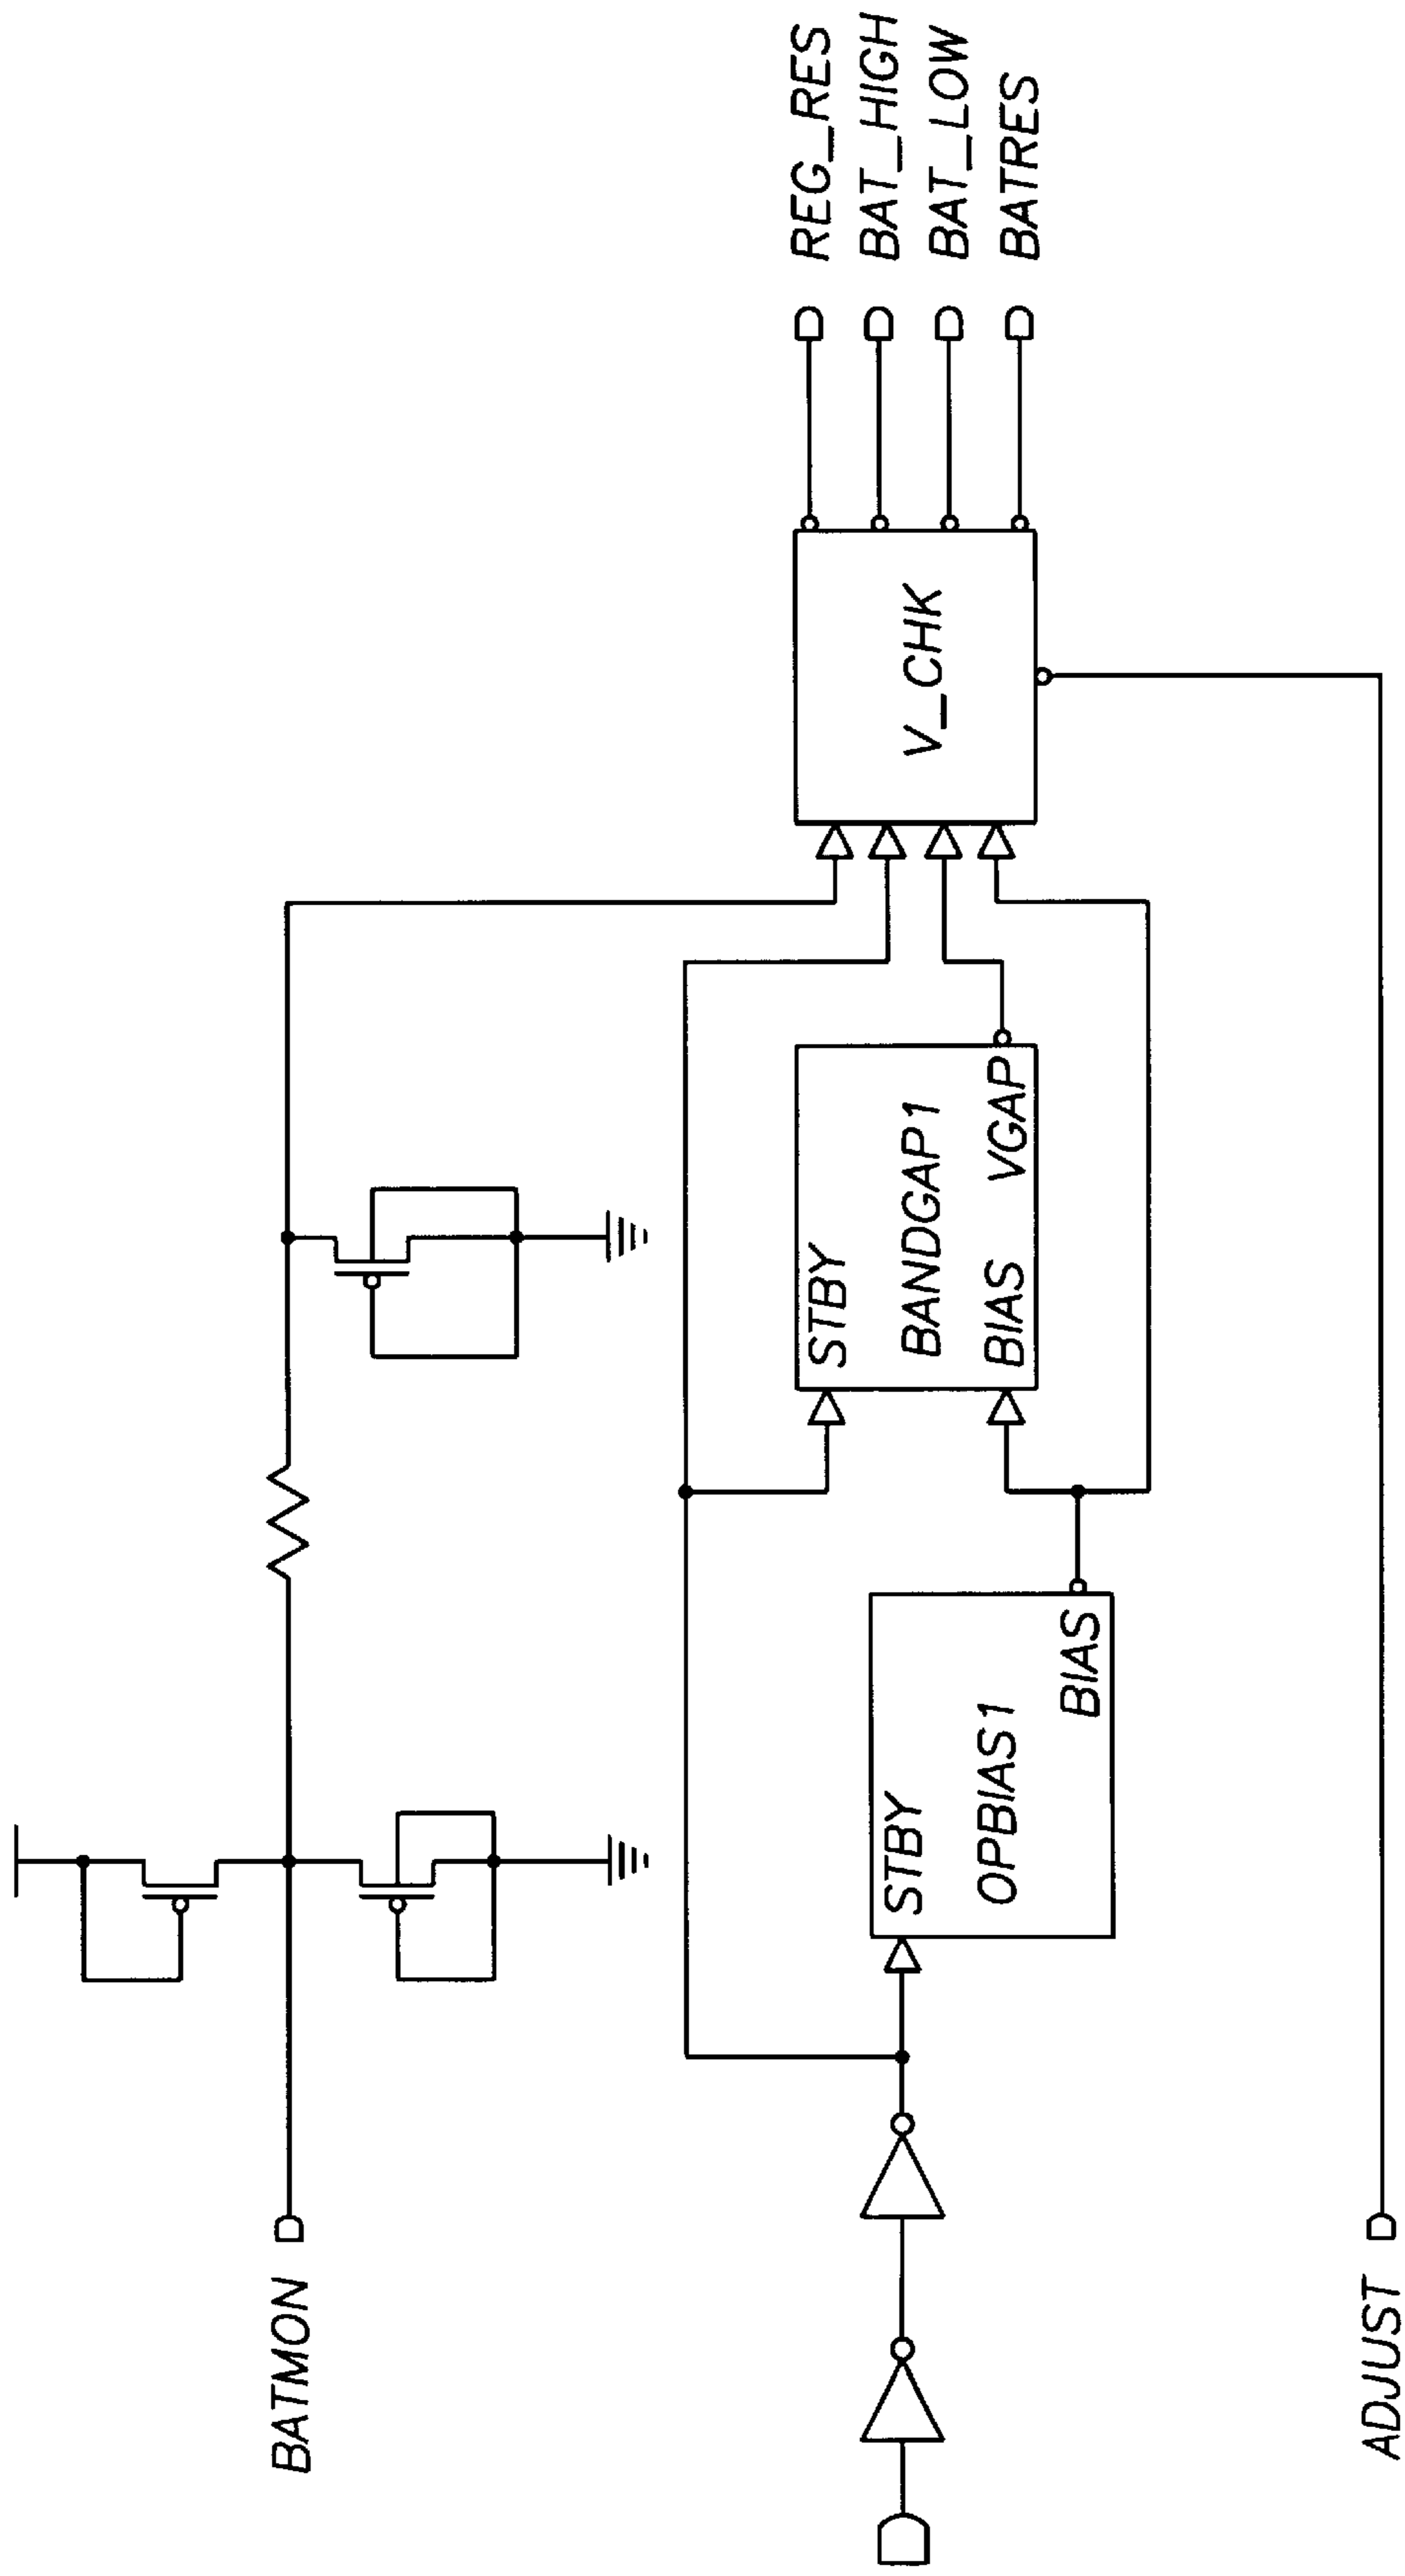 BATMON
REG_RES
BAT_HIGH
BAT_LOW
BATRES
V_CHK
STBY
BANDGAP1
BIAS VGAP
STBY
OPBIAS1
BIAS
ADJUST